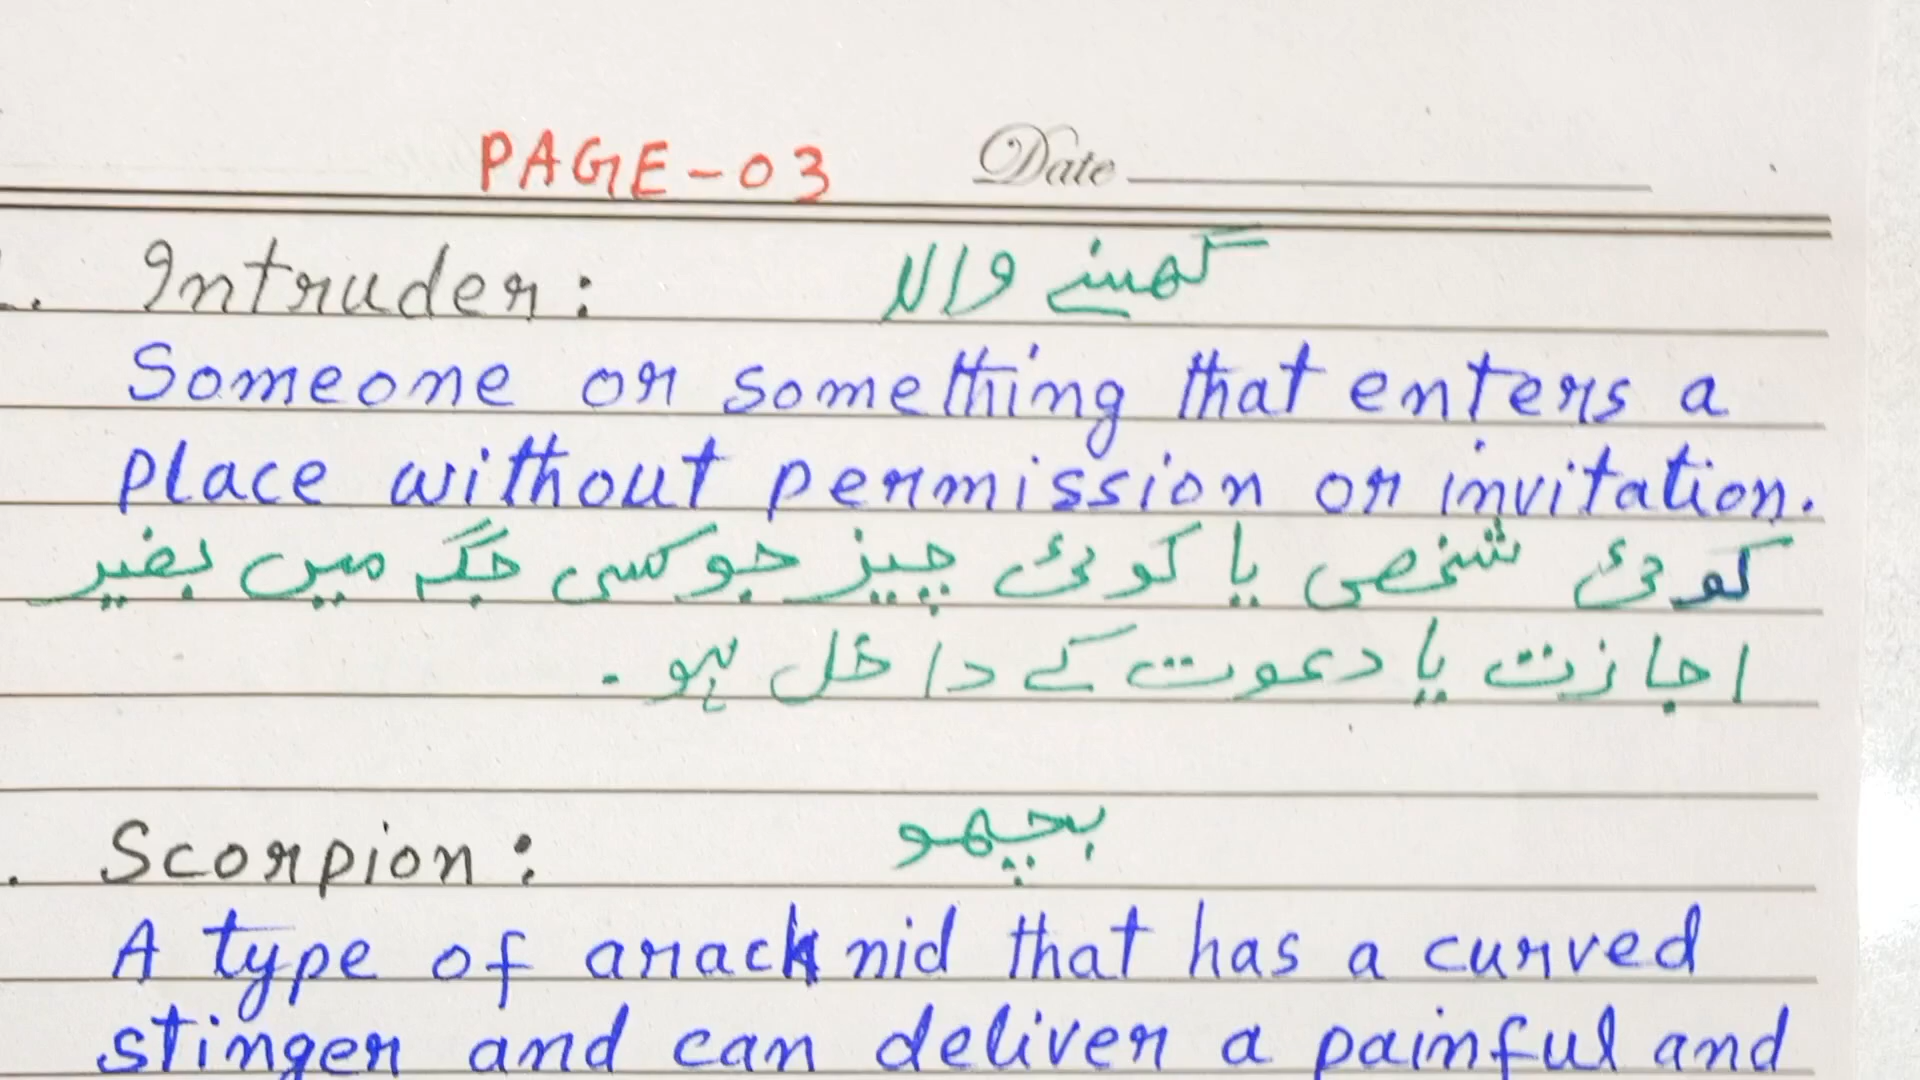 PAGE-03 Date
Intruder: گھسنے والا
Someone or something that enters a
place without permission or invitation.
کوئی شخص یا کوئی چیز جو کسی جگہ میں بغیر
اجازت یا دعوت کے داخل ہو۔
Scorpion: بچھو
A type of arachnid that has a curved
stinger and can deliver a painful and